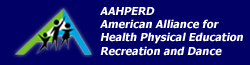 AAHPERD
American Alliance for
Health Physical Education
Recreation and Dance